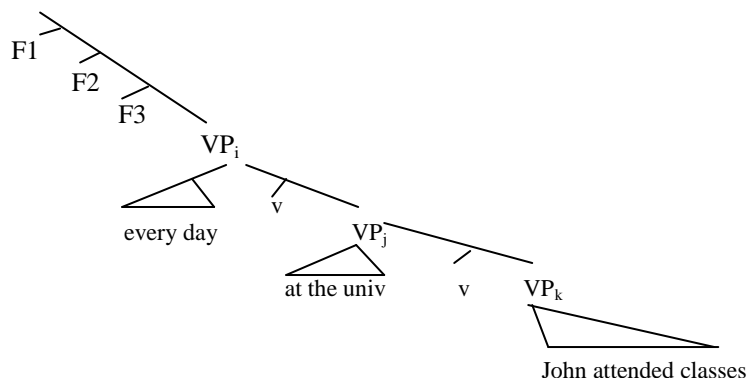 F1
F2
F3
VPi
v
every day
VPj
at the univ
v
VPk
John attended classes